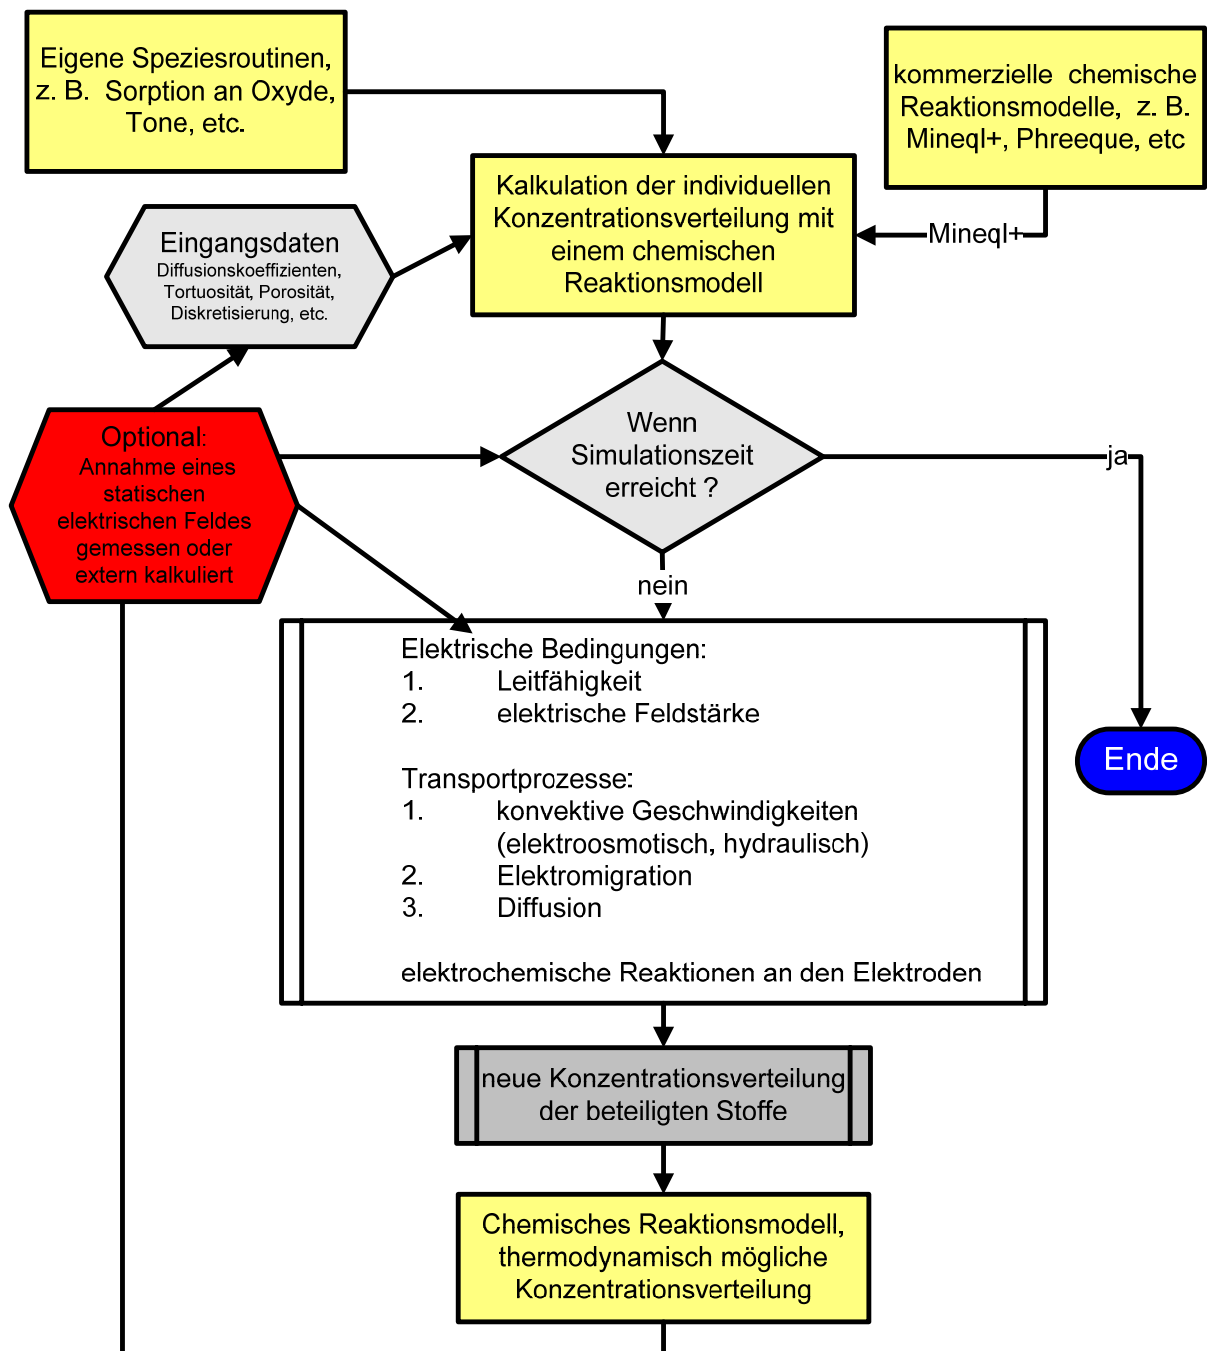 Eigene Speziesroutinen,
z. B. Sorption an Oxyde,
Tone, etc.
kommerzielle chemische
Reaktionsmodelle, z. B.
Mineql+, Phreeque, etc
Kalkulation der individuellen
Konzentrationsverteilung mit
einem chemischen
Reaktionsmodell
Mineql+
Eingangsdaten
Diffusionskoeffizienten,
Tortuosität, Porosität,
Diskretisierung, etc.
Optional:
Annahme eines
statischen
elektrischen Feldes
gemessen oder
extern kalkuliert
Wenn
Simulationszeit
erreicht ?
ja
nein
Elektrische Bedingungen:
1. Leitfähigkeit
2. elektrische Feldstärke
Transportprozesse:
1. konvektive Geschwindigkeiten
(elektroosmotisch, hydraulisch)
2. Elektromigration
3. Diffusion
elektrochemische Reaktionen an den Elektroden
Ende
neue Konzentrationsverteilung
der beteiligten Stoffe
Chemisches Reaktionsmodell,
thermodynamisch mögliche
Konzentrationsverteilung